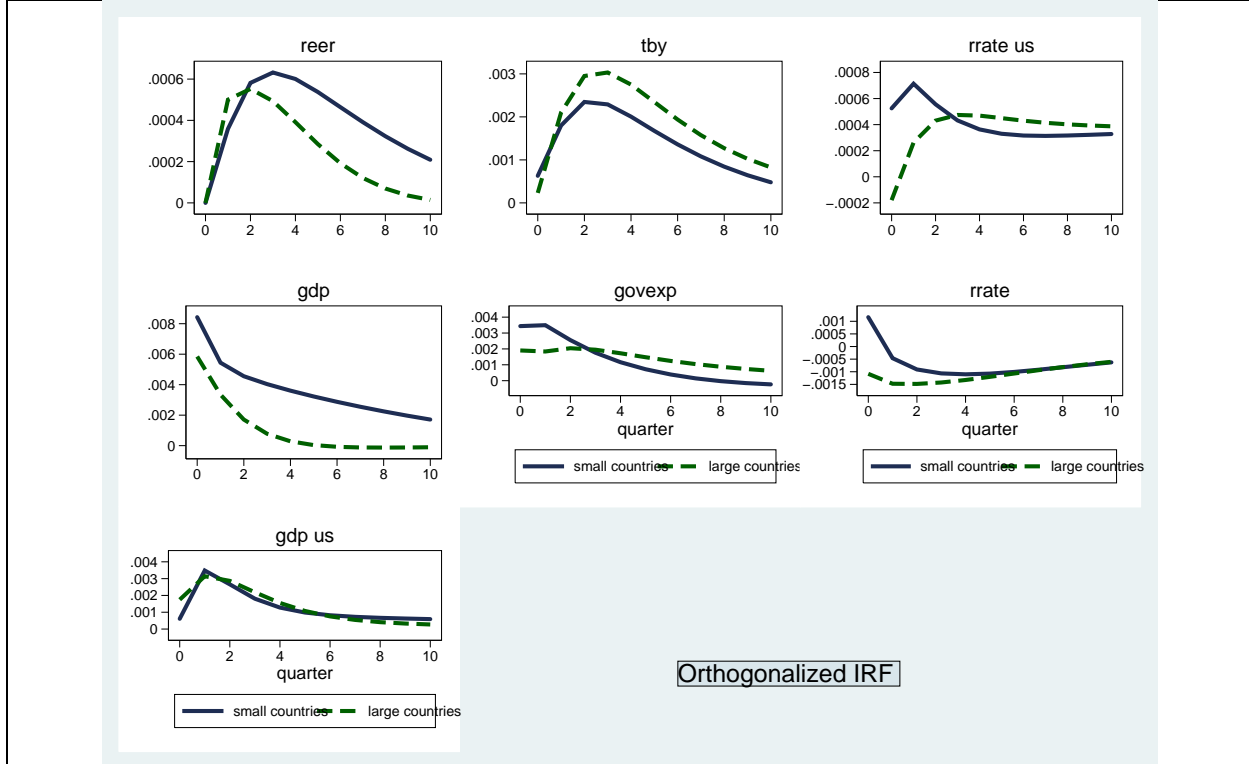 reer
.0006
.0004
.0002
0
0 2 4 6 8 10
tby
.003
.002
.001
0
0 2 4 6 8 10
rrate us
.0008
.0006
.0004
.0002
0
−.0002
0 2 4 6 8 10
gdp
.008
.006
.004
.002
0
0 2 4 6 8 10
govexp
.004
.003
.002
.001
0
0 2 4 6 8 10
quarter
small countries large countries
rrate
.001
.0005
0
−.0005
−.001
−.0015
0 2 4 6 8 10
quarter
small countries large countries
gdp us
.004
.003
.002
.001
0
0 2 4 6 8 10
quarter
small countries large countries
Orthogonalized IRF